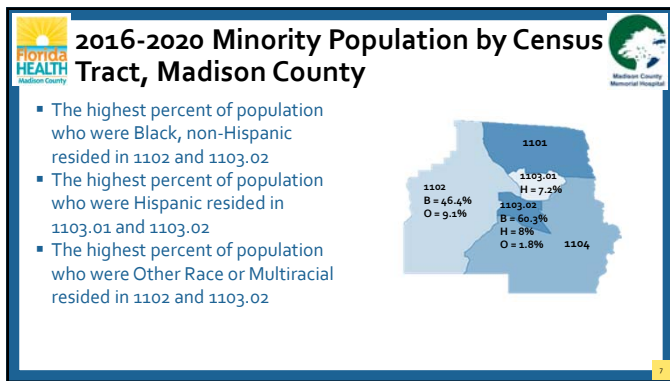 Florida
HEALTH
Madison County
2016-2020 Minority Population by Census
Tract, Madison County
Madison County
Memorial Hospital
▪ The highest percent of population
who were Black, non-Hispanic
resided in 1102 and 1103.02
▪ The highest percent of population
who were Hispanic resided in
1103.01 and 1103.02
▪ The highest percent of population
who were Other Race or Multiracial
resided in 1102 and 1103.02
1101
1103.01
H = 7.2%
1102
B = 46.4%
O = 9.1%
1103.02
B = 60.3%
H = 8%
O = 1.8%
1104
7